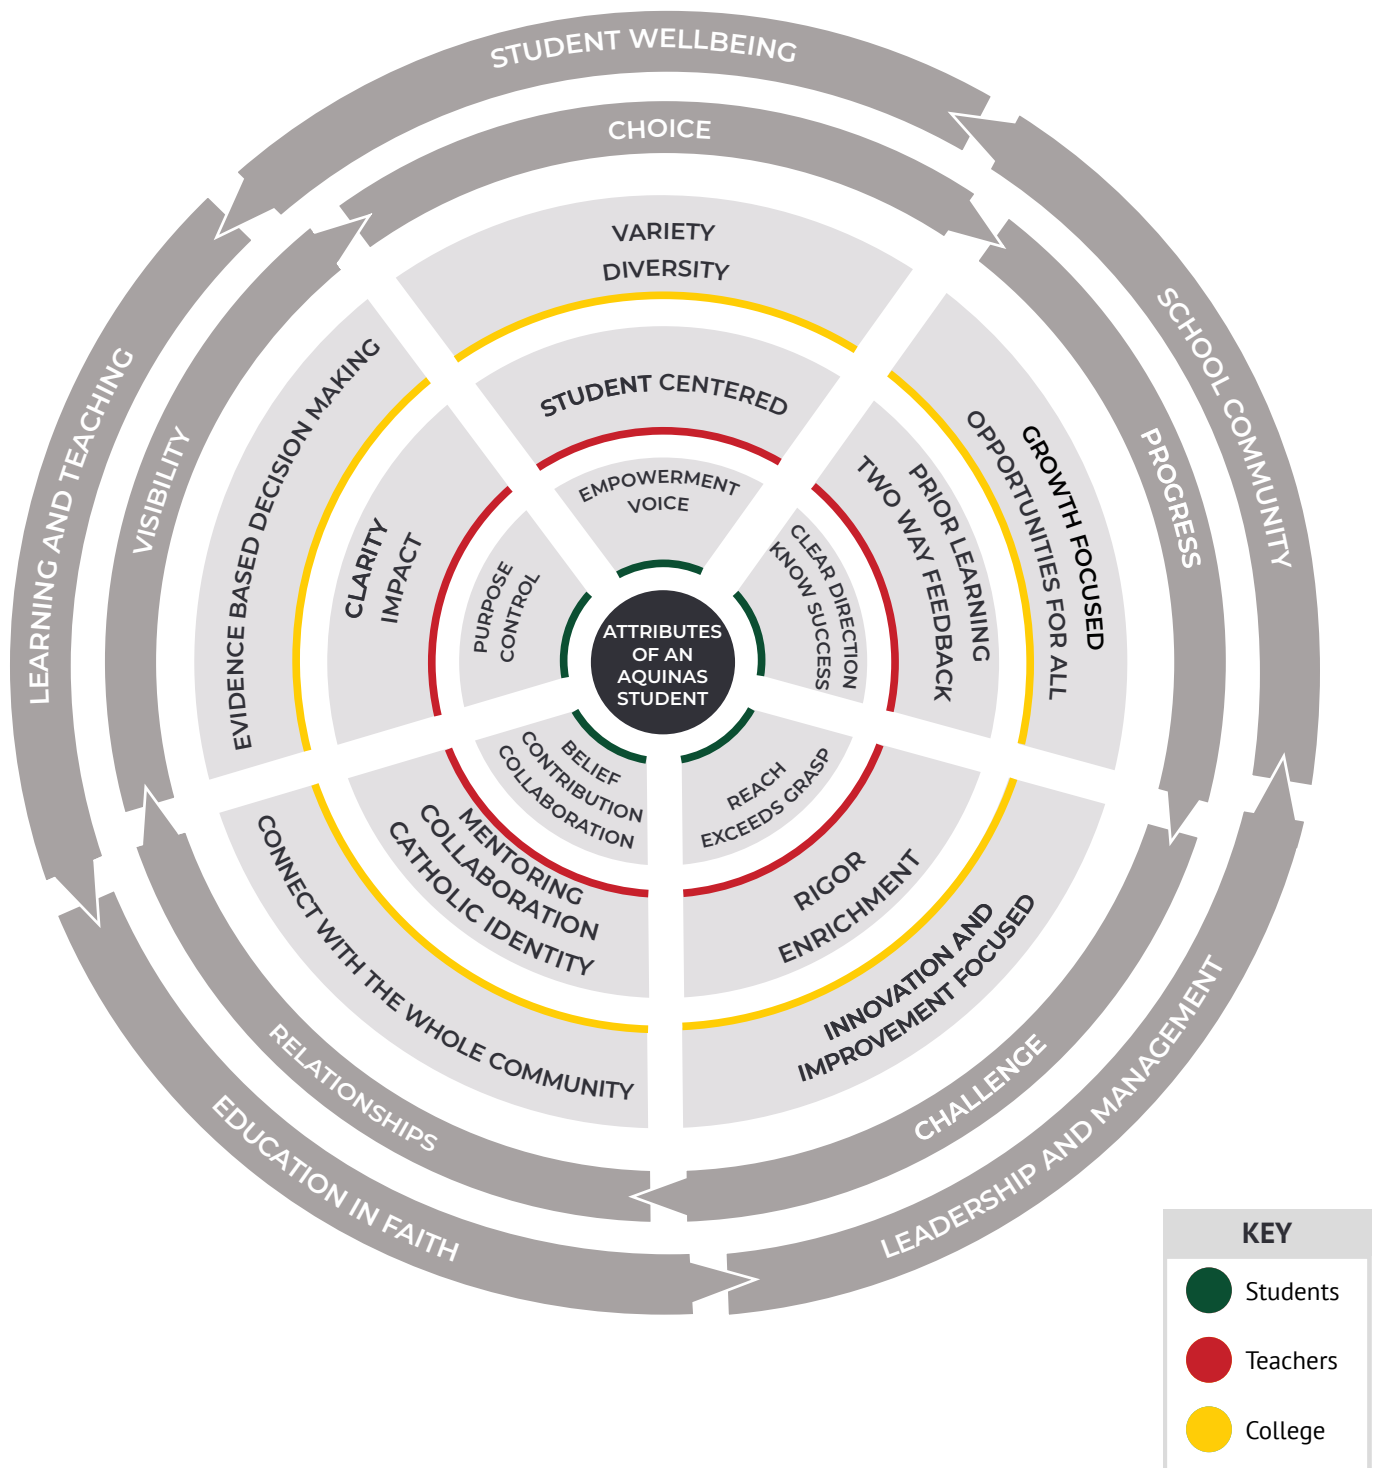 STUDENT WELLBEING
CHOICE
VARIETY
DIVERSITY
STUDENT CENTERED
EMPOWERMENT
VOICE
SCHOOL COMMUNITY
PROGRESS
GROWTH FOCUSED
OPPORTUNITIES FOR ALL
PRIOR LEARNING
TWO WAY FEEDBACK
CLEAR DIRECTION
KNOW SUCCESS
LEARNING AND TEACHING
VISIBILITY
EVIDENCE BASED DECISION MAKING
CLARITY
IMPACT
PURPOSE
CONTROL
ATTRIBUTES
OF AN
AQUINAS
STUDENT
BELIEF
CONTRIBUTION
COLLABORATION
MENTORING
COLLABORATION
CATHOLIC IDENTITY
CONNECT WITH THE WHOLE COMMUNITY
RELATIONSHIPS
EDUCATION IN FAITH
REACH
EXCEEDS GRASP
RIGOR
ENRICHMENT
INNOVATION AND
IMPROVEMENT FOCUSED
CHALLENGE
LEADERSHIP AND MANAGEMENT
KEY
Students
Teachers
College